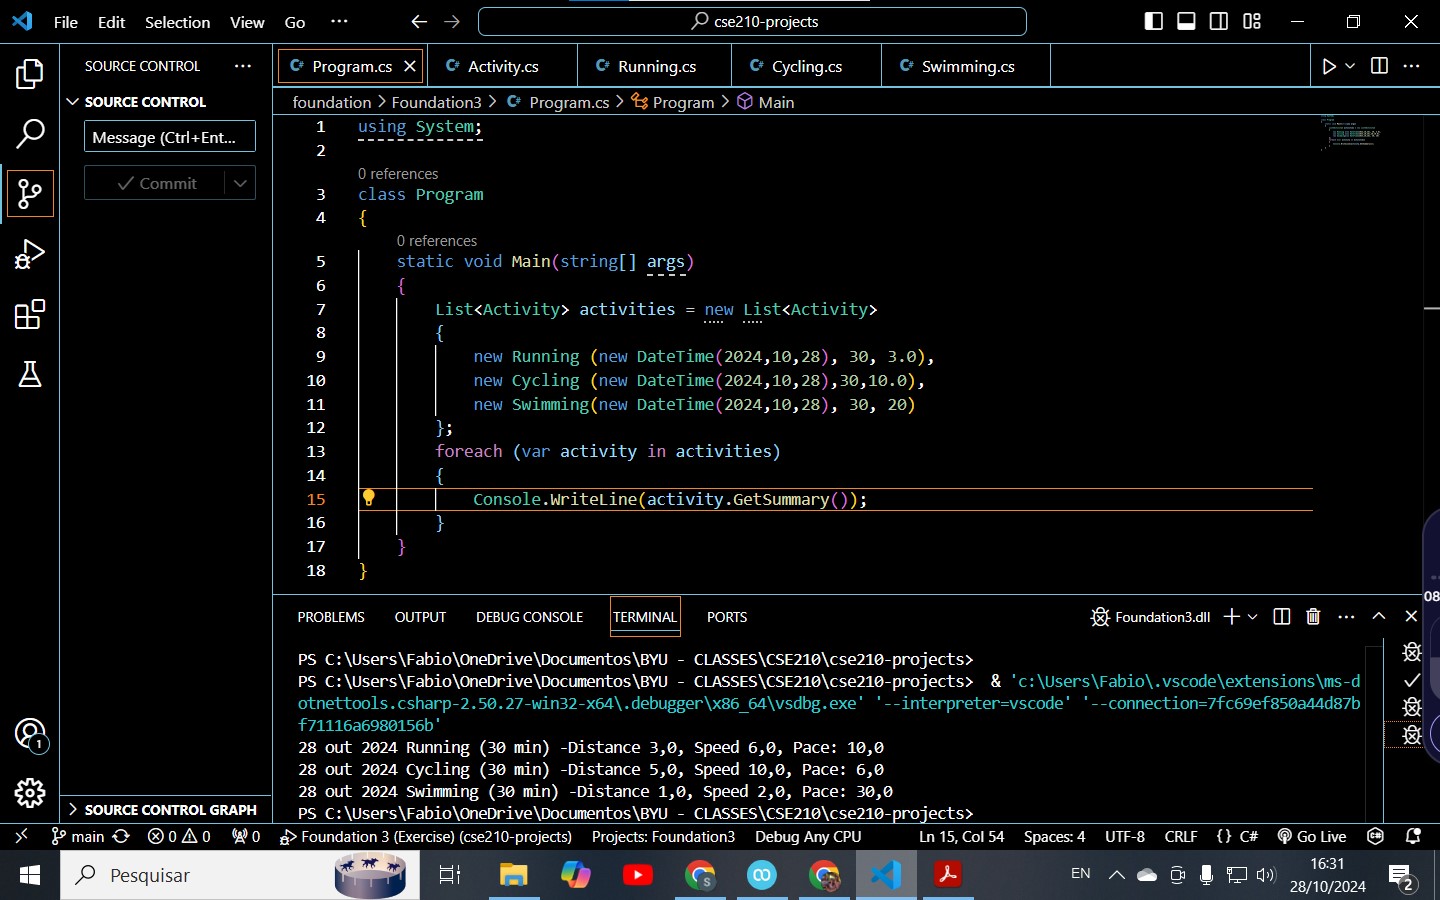 File Edit Selection View Go ··· cse210-projects
SOURCE CONTROL ···
SOURCE CONTROL
Message (Ctrl+Ent...
Commit
1
SOURCE CONTROL GRAPH
C# Program.cs C# Activity.cs C# Running.cs C# Cycling.cs C# Swimming.cs
foundation > Foundation3 > C# Program.cs > Program > Main
1 using System;
2
0 references
3 class Program
4 {
0 references
5 static void Main(string[] args)
6 {
7 List<Activity> activities = new List<Activity>
8 {
9 new Running (new DateTime(2024,10,28), 30, 3.0),
10 new Cycling (new DateTime(2024,10,28),30,10.0),
11 new Swimming(new DateTime(2024,10,28), 30, 20)
12 };
13 foreach (var activity in activities)
14 {
15 Console.WriteLine(activity.GetSummary());
16 }
17 }
18 }
08
PROBLEMS OUTPUT DEBUG CONSOLE TERMINAL PORTS Foundation3.dll
PS C:\Users\Fabio\OneDrive\Documentos\BYU - CLASSES\CSE210\cse210-projects>
PS C:\Users\Fabio\OneDrive\Documentos\BYU - CLASSES\CSE210\cse210-projects> & 'c:\Users\Fabio\.vscode\extensions\ms-d
otnettools.csharp-2.50.27-win32-x64\.debugger\x86_64\vsdbg.exe' '--interpreter=vscode' '--connection=7fc69ef850a44d87b
f71116a6980156b'
28 out 2024 Running (30 min) -Distance 3,0, Speed 6,0, Pace: 10,0
28 out 2024 Cycling (30 min) -Distance 5,0, Speed 10,0, Pace: 6,0
28 out 2024 Swimming (30 min) -Distance 1,0, Speed 2,0, Pace: 30,0
PS C:\Users\Fabio\OneDrive\Documentos\BYU - CLASSES\CSE210\cse210-projects>
main 0 0 0 Foundation 3 (Exercise) (cse210-projects) Projects: Foundation3 Debug Any CPU Ln 15, Col 54 Spaces: 4 UTF-8 CRLF {} C# Go Live
Pesquisar EN 16:31
28/10/2024 2